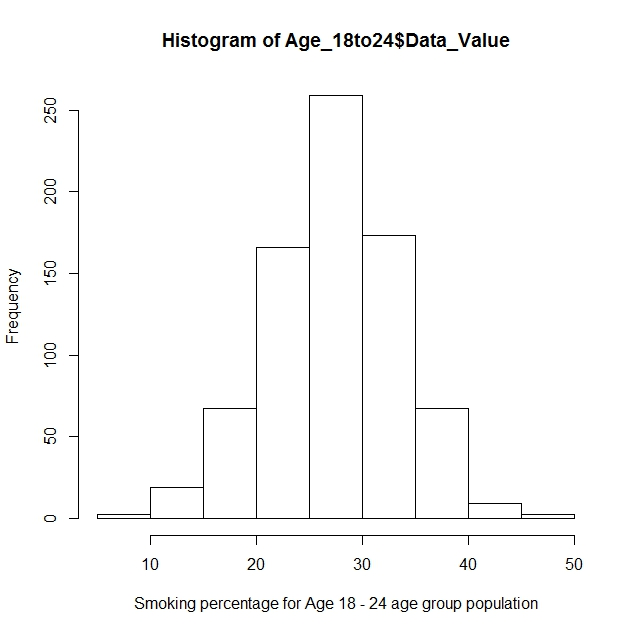 Histogram of Age_18to24$Data_Value
250
200
150
100
50
0
Frequency
10 20 30 40 50
Smoking percentage for Age 18 - 24 age group population